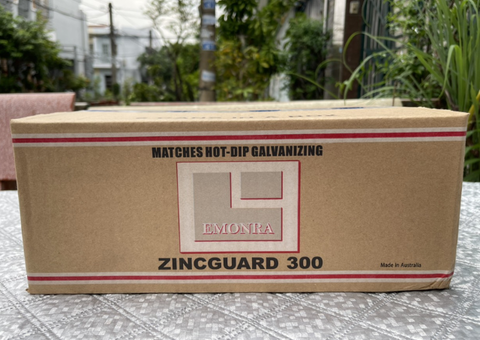 MATCHES HOT-DIP GALVANIZING
EMONRA
ZINCGUARD 300
Made in Australia